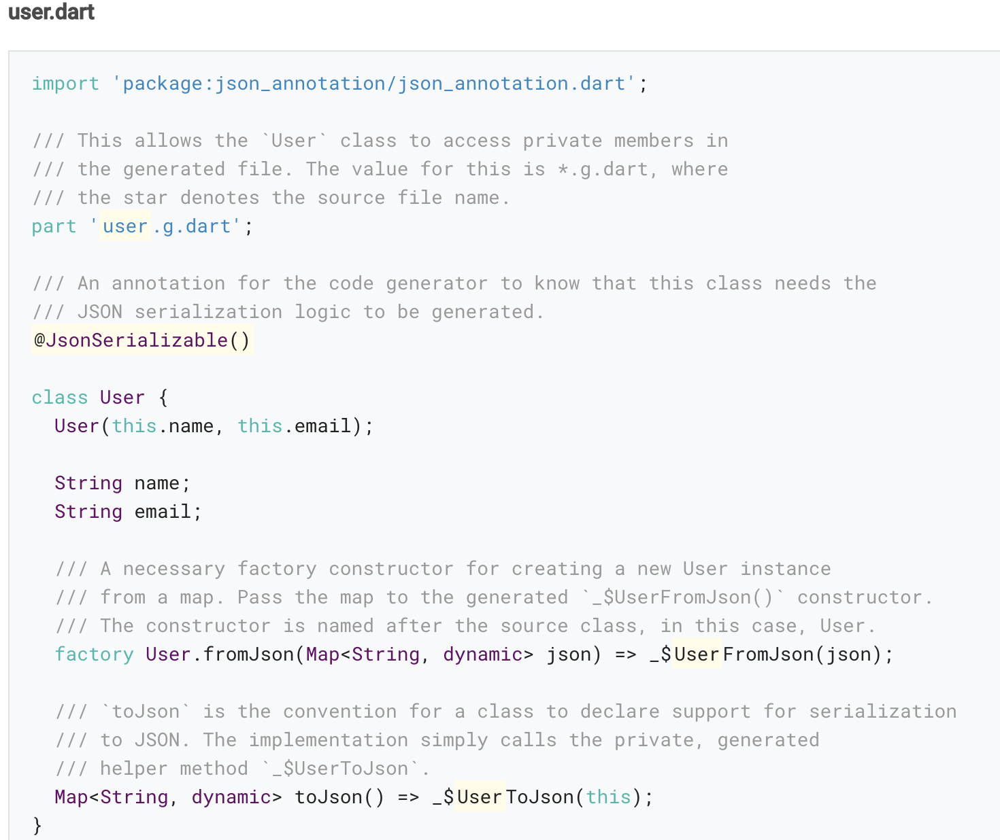 user.dart
import 'package:json_annotation/json_annotation.dart';
/// This allows the `User` class to access private members in
/// the generated file. The value for this is *.g.dart, where
/// the star denotes the source file name.
part 'user.g.dart';
/// An annotation for the code generator to know that this class needs the
/// JSON serialization logic to be generated.
@JsonSerializable()
class User {
  User(this.name, this.email);
  String name;
  String email;
  /// A necessary factory constructor for creating a new User instance
  /// from a map. Pass the map to the generated `_$UserFromJson()` constructor.
  /// The constructor is named after the source class, in this case, User.
  factory User.fromJson(Map<String, dynamic> json) => _$UserFromJson(json);
  /// `toJson` is the convention for a class to declare support for serialization
  /// to JSON. The implementation simply calls the private, generated
  /// helper method `_$UserToJson`.
  Map<String, dynamic> toJson() => _$UserToJson(this);
}